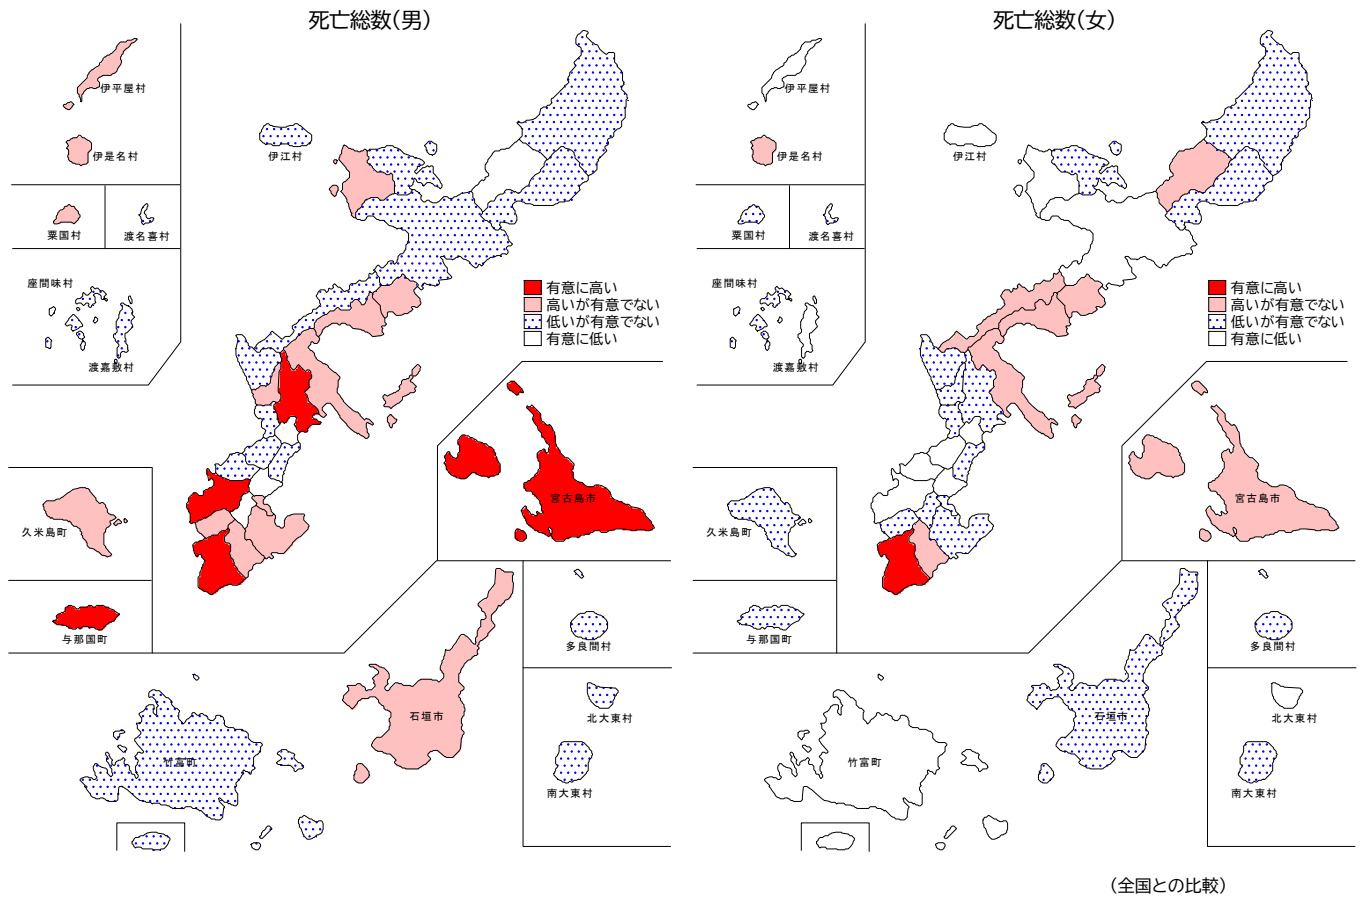 死亡総数(男)
伊平屋村
伊是名村
伊江村
粟国村
渡名喜村
座間味村
渡嘉敷村
有意に高い
高いが有意でない
低いが有意でない
有意に低い
久米島町
宮古島市
与那国町
多良間村
石垣市
北大東村
竹富町
南大東村
死亡総数(女)
伊平屋村
伊是名村
伊江村
粟国村
渡名喜村
座間味村
渡嘉敷村
有意に高い
高いが有意でない
低いが有意でない
有意に低い
久米島町
宮古島市
与那国町
多良間村
石垣市
北大東村
竹富町
南大東村
(全国との比較)